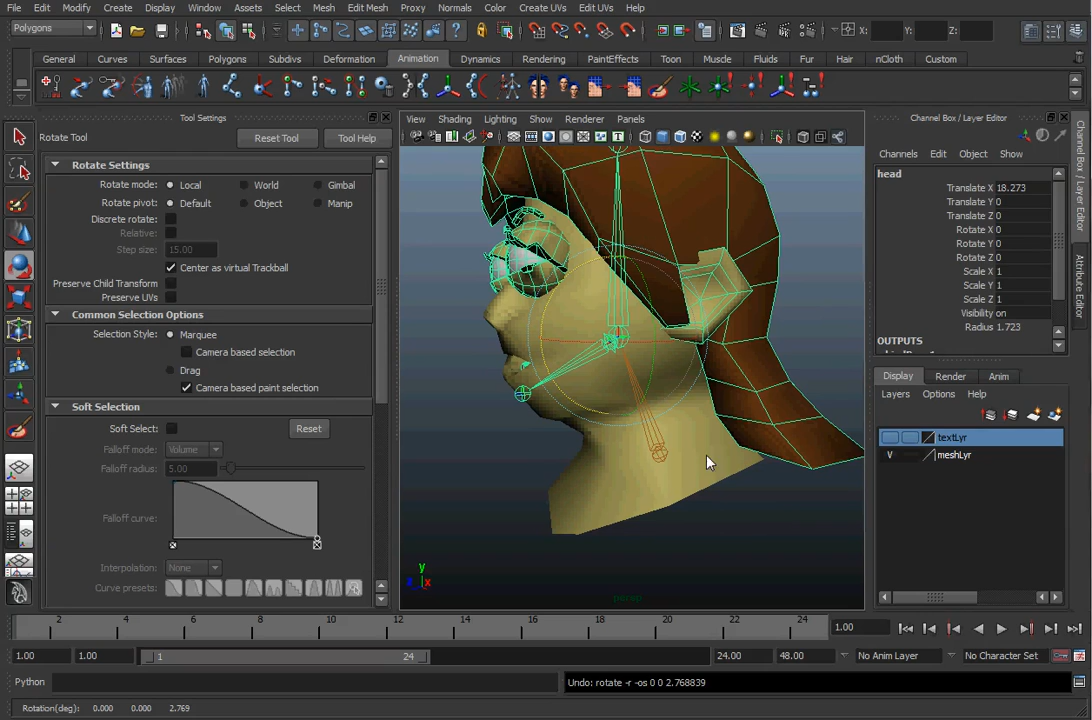 File Edit Modify Create Display Window Assets Select Mesh Edit Mesh Proxy Normals Color Create UVs Edit UVs Help
Polygons X: Y: Z:
General Curves Surfaces Polygons Subdivs Deformation Animation Dynamics Rendering PaintEffects Toon Muscle Fluids Fur Hair nCloth Custom
Tool Settings
Rotate Tool Reset Tool Tool Help
Rotate Settings
Rotate mode: Local World Gimbal
Rotate pivot: Default Object Manip
Discrete rotate:
Relative:
Step size: 15.00
Center as virtual Trackball
Preserve Child Transform
Preserve UVs
Common Selection Options
Selection Style: Marquee
Camera based selection
Drag
Camera based paint selection
Soft Selection
Soft Select: Reset
Falloff mode: Volume
Falloff radius: 5.00
Falloff curve:
Interpolation: None
Curve presets:
View Shading Lighting Show Renderer Panels
y
x
persp
Channel Box / Layer Editor
Channels Edit Object Show
head
Translate X 18.273
Translate Y 0
Translate Z 0
Rotate X 0
Rotate Y 0
Rotate Z 0
Scale X 1
Scale Y 1
Scale Z 1
Visibility on
Radius 1.723
OUTPUTS
Display Render Anim
Layers Options Help
textLyr
V meshLyr
Channel Box / Layer Editor
Attribute Editor
2 4 6 8 10 12 14 16 18 20 22 24 1.00
1.00 1.00 1 24 24.00 48.00 No Anim Layer No Character Set
Python Undo: rotate -r -os 0 0 2.768839
Rotation(deg): 0.000 0.000 2.769